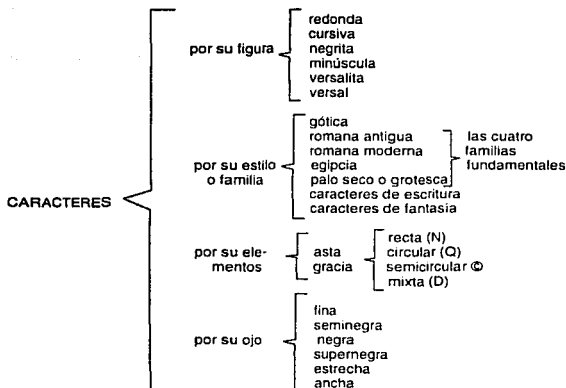 CARACTERES
por su figura
redonda
cursiva
negrita
minúscula
versalita
versal
por su estilo
o familia
gótica
romana antigua
romana moderna
egipcia
palo seco o grotesca
caracteres de escritura
caracteres de fantasía
las cuatro
familias
fundamentales
por su ele-
mentos
asta
gracia
recta (N)
circular (Q)
semicircular ©
mixta (D)
por su ojo
fina
seminegra
negra
supernegra
estrecha
ancha